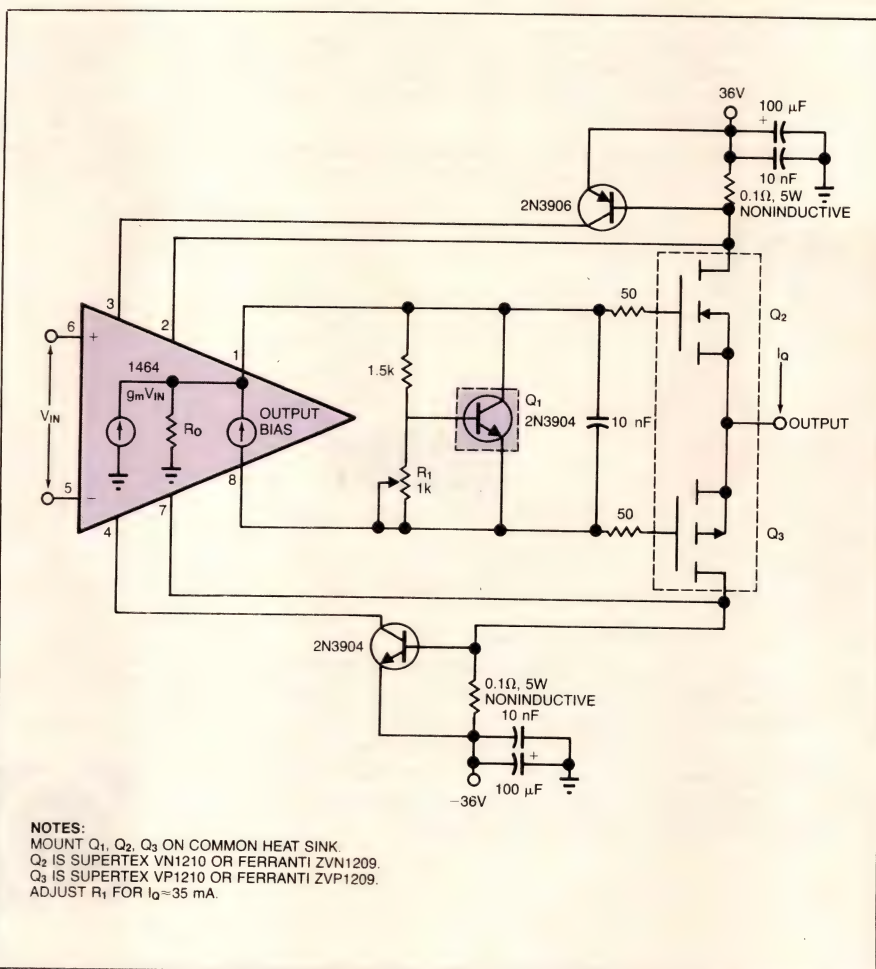 36V
100 µF
+
10 nF
0.1Ω, 5W
NONINDUCTIVE
2N3906
3
2
6
+
1464
1
gmVIN
RO
OUTPUT
BIAS
VIN
5
−
4
7
8
1.5k
R1
1k
Q1
2N3904
10 nF
50
50
Q2
IQ
OUTPUT
Q3
2N3904
0.1Ω, 5W
NONINDUCTIVE
10 nF
+
100 µF
−36V
NOTES:
MOUNT Q1, Q2, Q3 ON COMMON HEAT SINK.
Q2 IS SUPERTEX VN1210 OR FERRANTI ZVN1209.
Q3 IS SUPERTEX VP1210 OR FERRANTI ZVP1209.
ADJUST R1 FOR IQ≈35 mA.